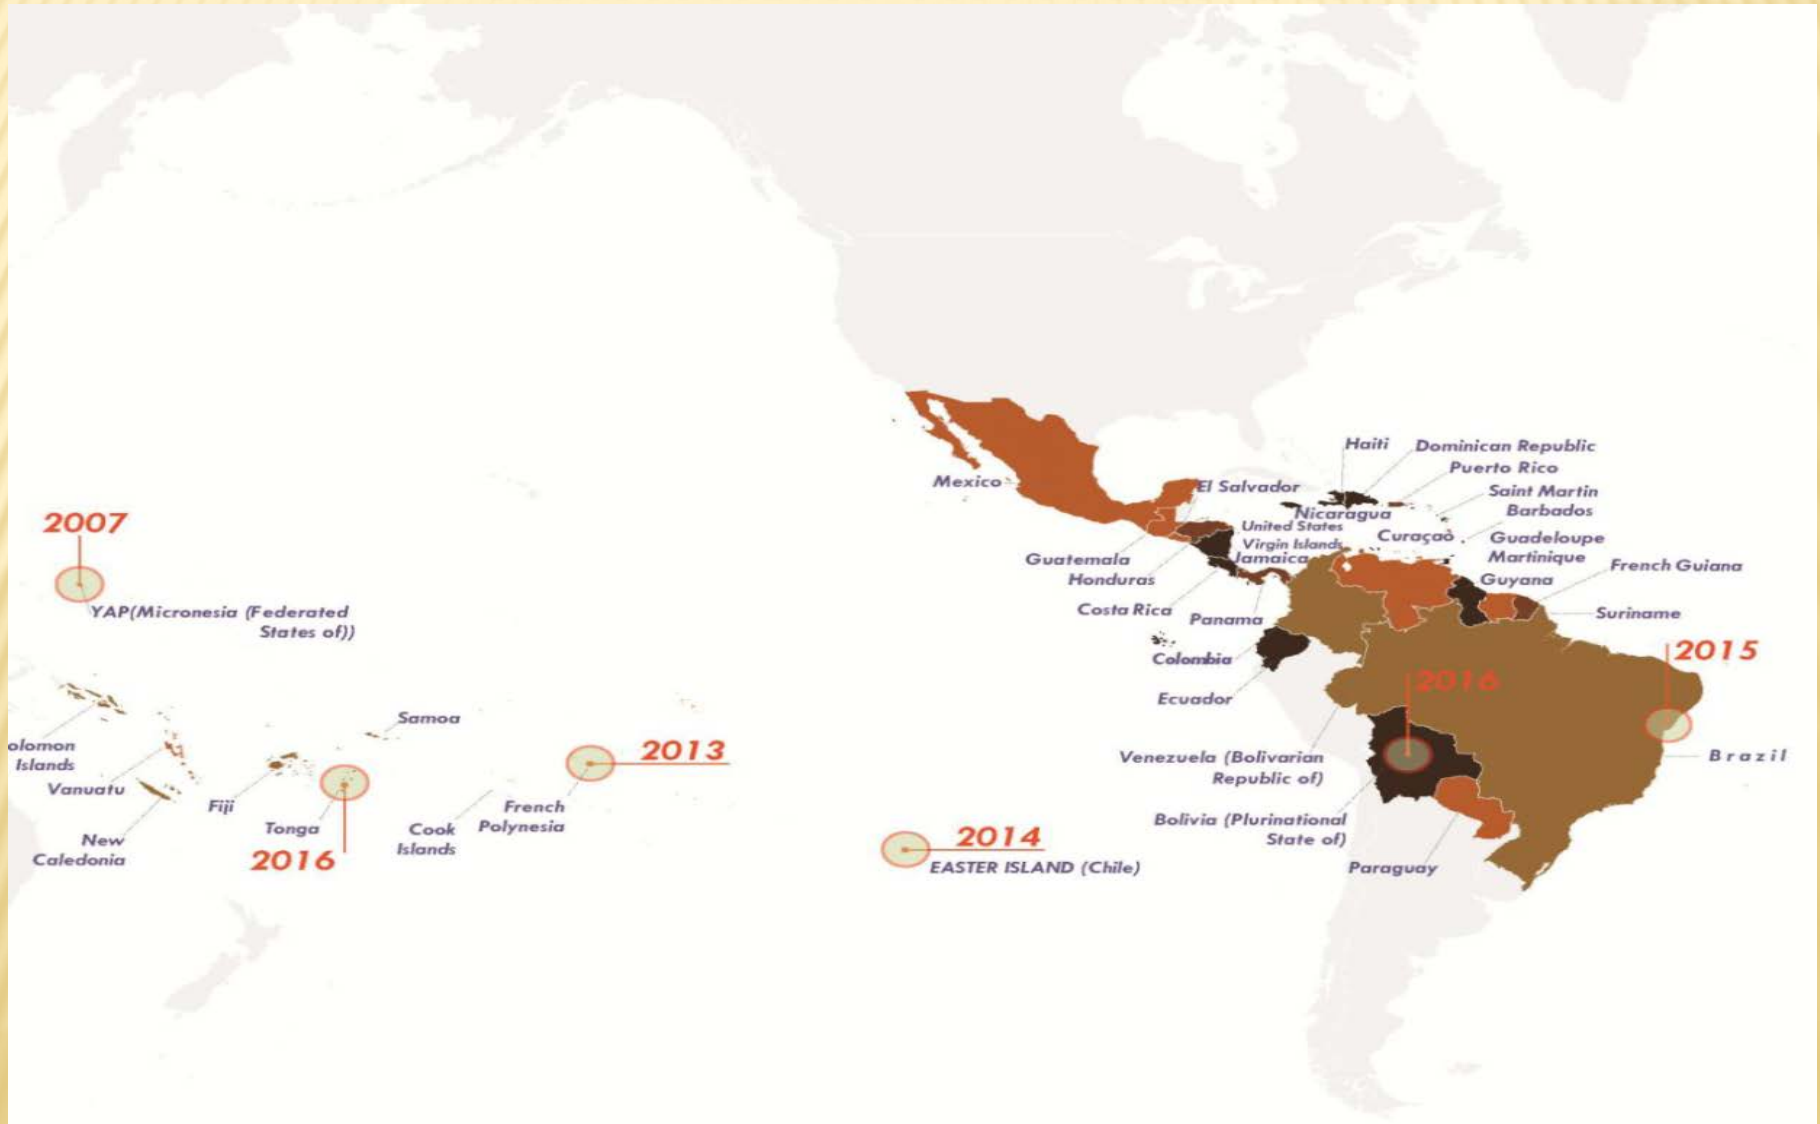 Haiti
Dominican Republic
Puerto Rico
Mexico
El Salvador
Saint Martin
Nicaragua
Barbados
2007
United States
Virgin Islands
Curaçaò
Guadeloupe
Martinique
Guatemala
Jamaica
Honduras
Guyana
French Guiana
YAP(Micronesia (Federated
States of))
Costa Rica
Panama
Suriname
Colombia
2015
Ecuador
2016
Samoa
olomon
Islands
2013
Vanuatu
Venezuela (Bolivarian
Republic of)
Brazil
Fiji
French
Polynesia
Tonga
Cook
Islands
New
Caledonia
2016
2014
EASTER ISLAND (Chile)
Bolivia (Plurinational
State of)
Paraguay